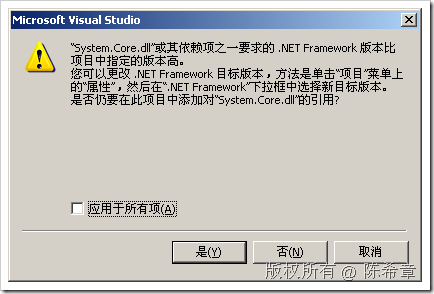 Microsoft Visual Studio
“System.Core.dll”或其依赖项之一要求的 .NET Framework 版本比
项目中指定的版本高。
您可以更改 .NET Framework 目标版本，方法是单击“项目”菜单上
的“属性”，然后在“.NET Framework”下拉框中选择新目标版本。
是否仍要在此项目中添加对“System.Core.dll”的引用?
应用于所有项(A)
是(Y) 否(N) 取消
版权所有 @ 陈希章